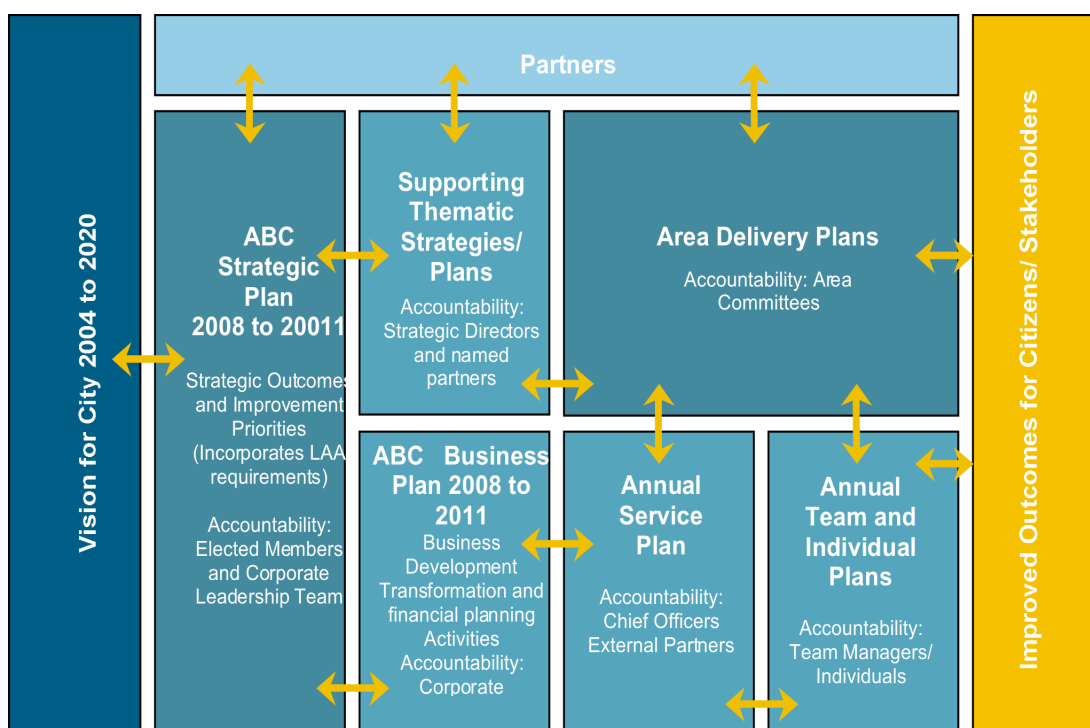 Vision for City 2004 to 2020
Partners
ABC
Strategic
Plan
2008 to 20011
Strategic Outcomes
and Improvement
Priorities
(Incorporates LAA
requirements)
Accountability:
Elected Members
and Corporate
Leadership Team
Supporting
Thematic
Strategies/
Plans
Accountability:
Strategic Directors
and named
partners
Area Delivery Plans
Accountability: Area
Committees
ABC Business
Plan 2008 to
2011
Business
Development
Transformation and
financial planning
Activities
Accountability:
Corporate
Annual
Service
Plan
Accountability:
Chief Officers
External Partners
Annual
Team and
Individual
Plans
Accountability:
Team Managers/
Individuals
Improved Outcomes for Citizens/ Stakeholders